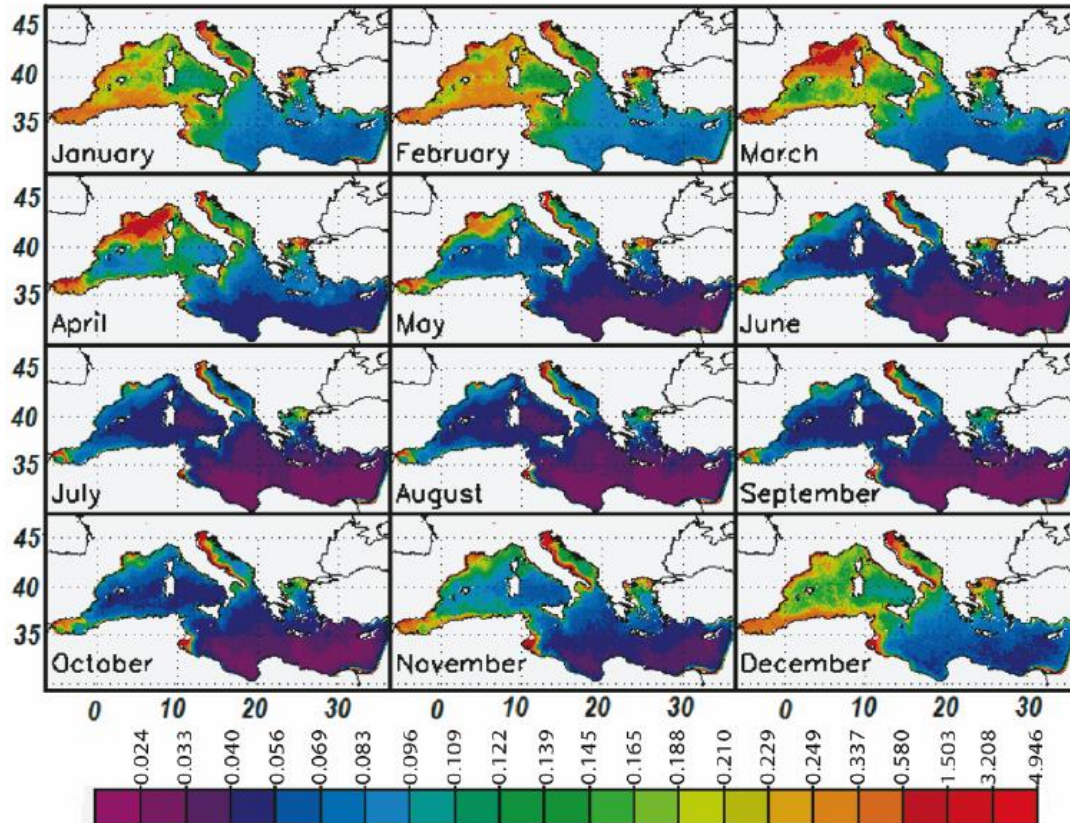 45
40
35
January February March
40
35
April May June
45
40
35
July August September
45
40
35
October November December
0 10 20 30 0 10 20 30 0 10 20 30
0.024 0.033 0.040 0.056 0.069 0.083 0.096 0.109 0.122 0.139 0.145 0.165 0.188 0.210 0.229 0.249 0.337 0.580 1.503 3.208 4.946